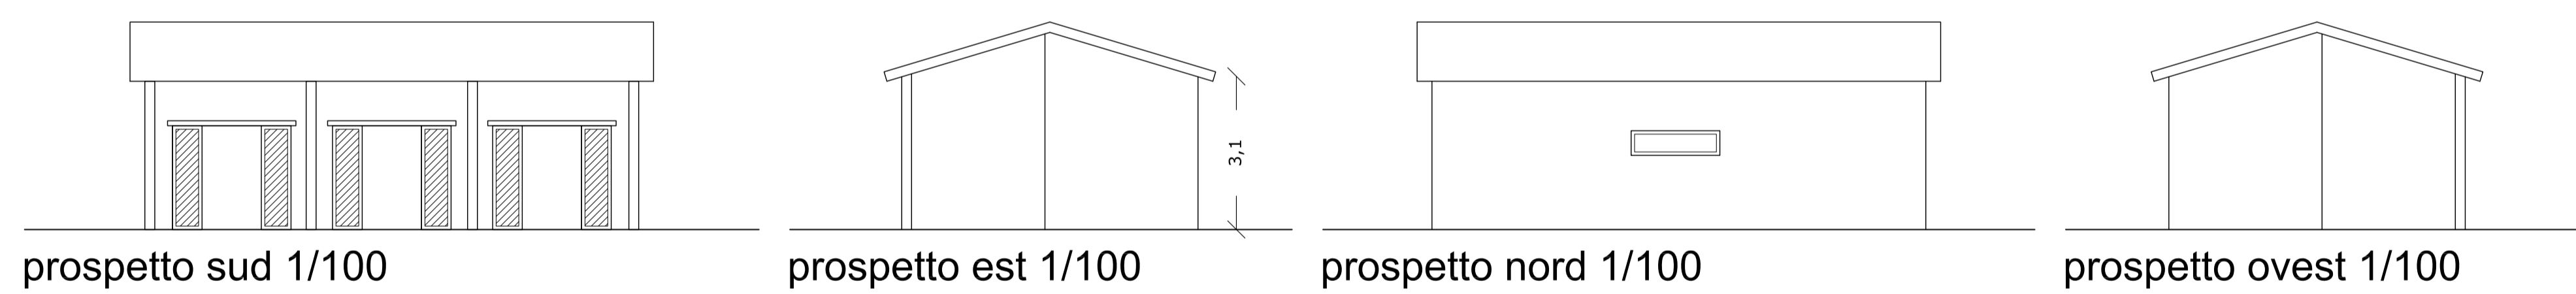 3,1
prospetto sud 1/100
prospetto est 1/100
prospetto nord 1/100
prospetto ovest 1/100